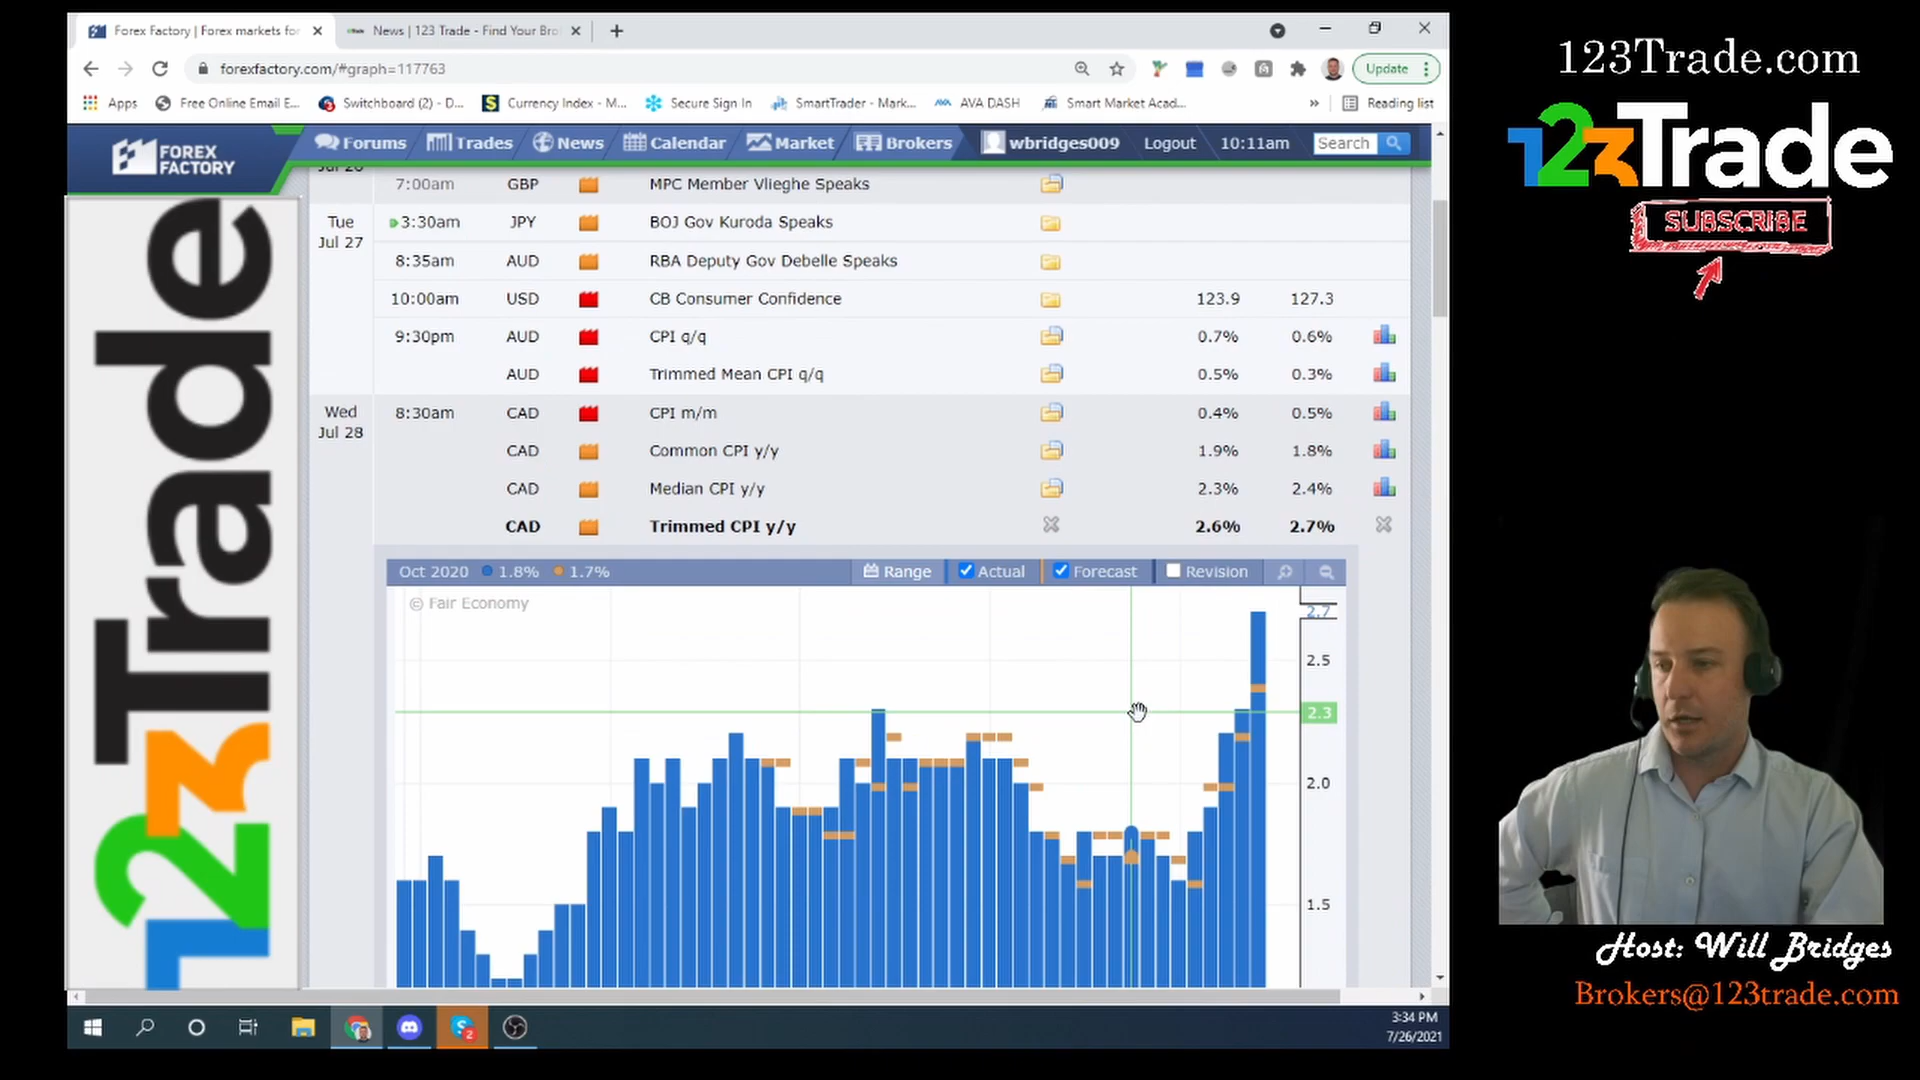 Forex Factory | Forex markets for
News | 123 Trade - Find Your Bro
forexfactory.com/#graph=117763
Update
Apps
Free Online Email E...
Switchboard (2) - D...
Currency Index - M...
Secure Sign In
SmartTrader - Mark...
AVA DASH
Smart Market Acad...
»
Reading list
FOREX FACTORY
Forums
Trades
News
Calendar
Market
Brokers
wbridges009
Logout
10:11am
Search
7:00am GBP MPC Member Vlieghe Speaks
Tue Jul 27
3:30am JPY BOJ Gov Kuroda Speaks
8:35am AUD RBA Deputy Gov Debelle Speaks
10:00am USD CB Consumer Confidence 123.9 127.3
9:30pm AUD CPI q/q 0.7% 0.6%
AUD Trimmed Mean CPI q/q 0.5% 0.3%
Wed Jul 28
8:30am CAD CPI m/m 0.4% 0.5%
CAD Common CPI y/y 1.9% 1.8%
CAD Median CPI y/y 2.3% 2.4%
CAD Trimmed CPI y/y 2.6% 2.7%
Oct 2020 1.8% 1.7%
Range
Actual
Forecast
Revision
© Fair Economy
2.7
2.5
2.3
2.0
1.5
123Trade
2
3:34 PM
7/26/2021
123Trade.com
123Trade
SUBSCRIBE
Host: Will Bridges
Brokers@123trade.com